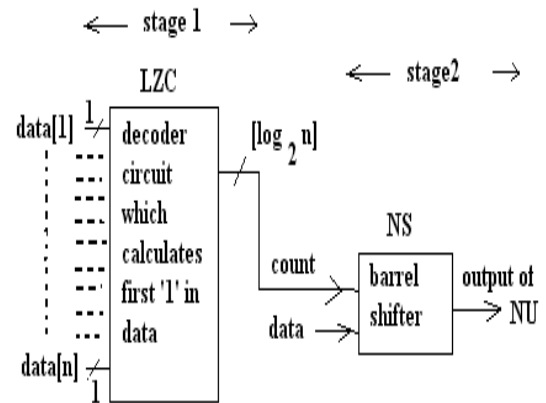 stage 1
stage2
LZC
data[1]
1
decoder
circuit
which
calculates
first '1' in
data
[log 2 n]
data[n]
1
NS
count
data
barrel
shifter
output of
NU